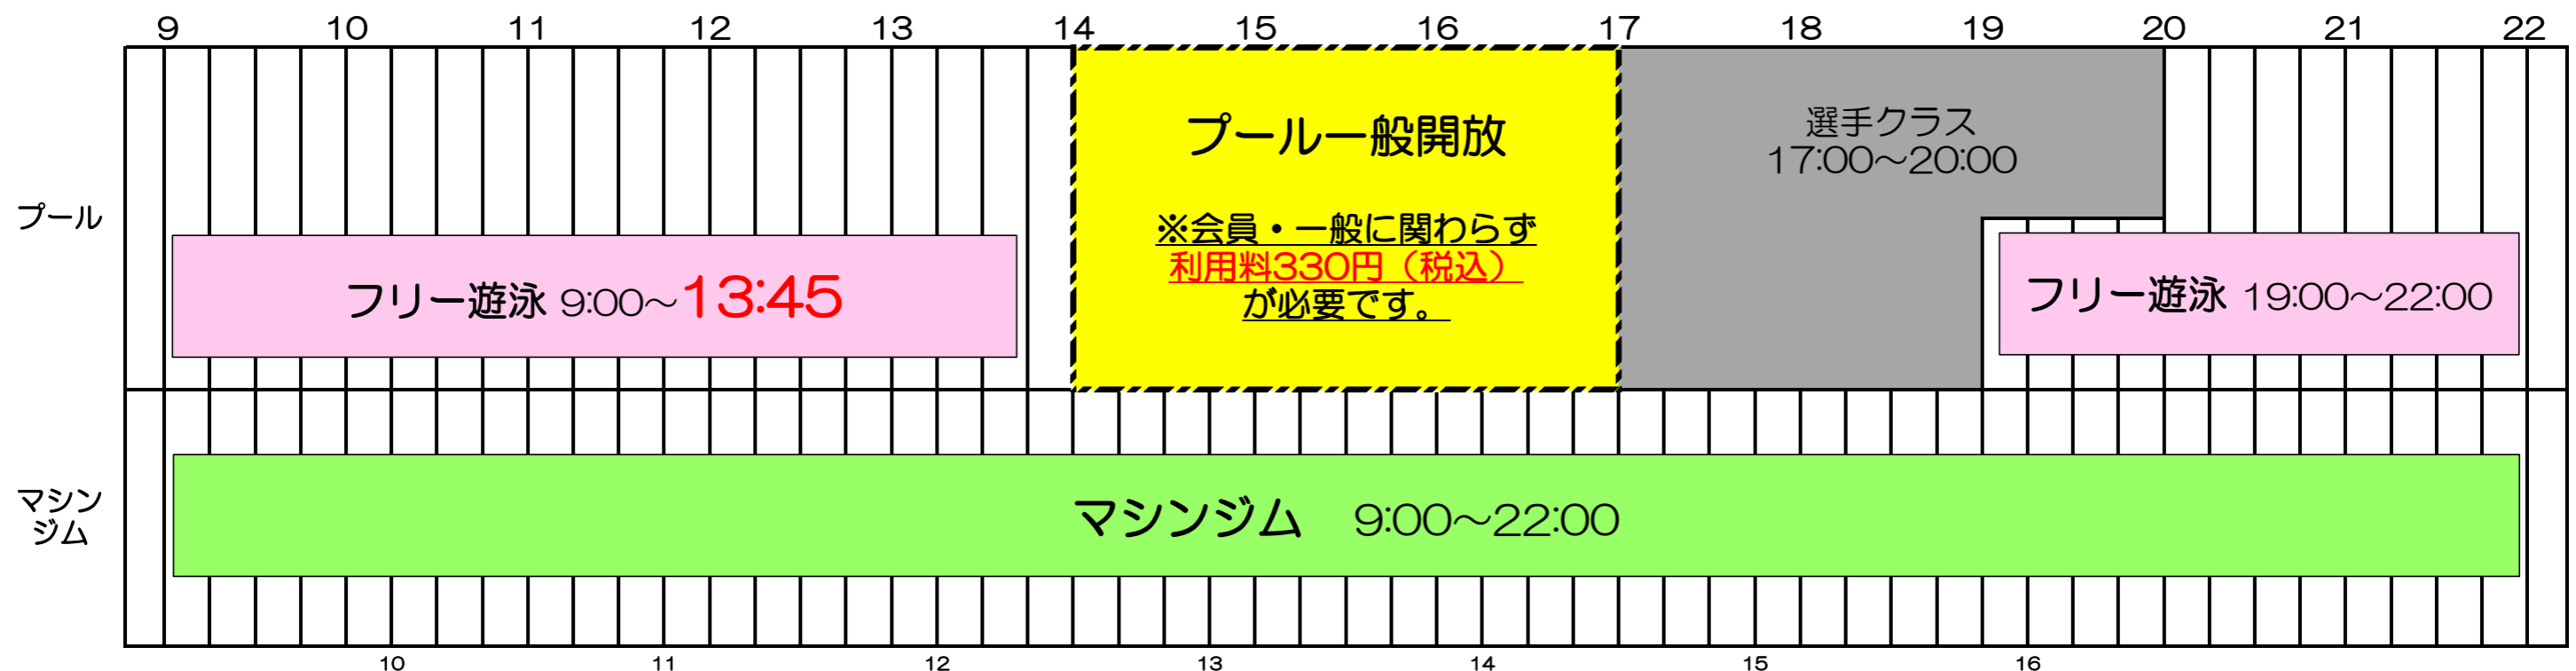 9 10 11 12 13 14 15 16 17 18 19 20 21 22
プール
フリー遊泳 9:00～13:45
プール一般開放
※会員・一般に関わらず
利用料330円（税込）
が必要です。
選手クラス
17:00～20:00
フリー遊泳 19:00～22:00
マシン
ジム
マシンジム　9:00～22:00
10 11 12 13 14 15 16